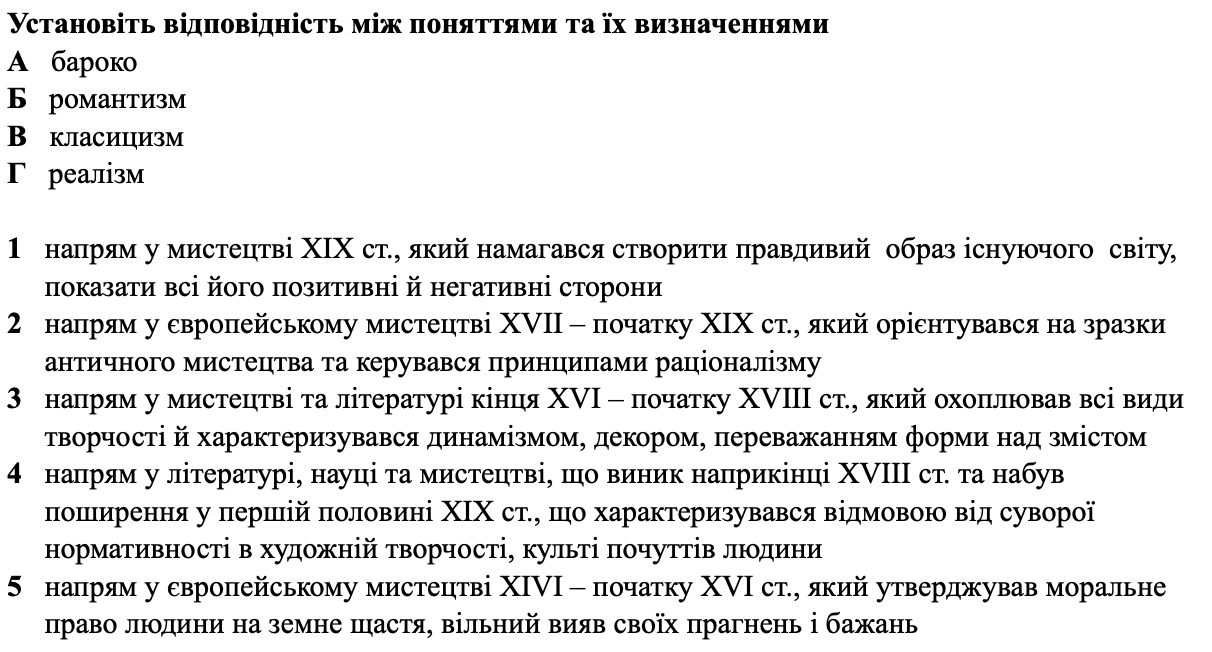 Установіть відповідність між поняттями та їх визначеннями
А бароко
Б романтизм
В класицизм
Г реалізм
1 напрям у мистецтві XIX ст., який намагався створити правдивий образ існуючого світу,
показати всі його позитивні й негативні сторони
2 напрям у європейському мистецтві XVII – початку XIX ст., який орієнтувався на зразки
античного мистецтва та керувався принципами раціоналізму
3 напрям у мистецтві та літературі кінця XVI – початку XVIII ст., який охоплював всі види
творчості й характеризувався динамізмом, декором, переважанням форми над змістом
4 напрям у літературі, науці та мистецтві, що виник наприкінці XVIII ст. та набув
поширення у першій половині XIX ст., що характеризувався відмовою від суворої
нормативності в художній творчості, культі почуттів людини
5 напрям у європейському мистецтві XIVI – початку XVI ст., який утверджував моральне
право людини на земне щастя, вільний вияв своїх прагнень і бажань